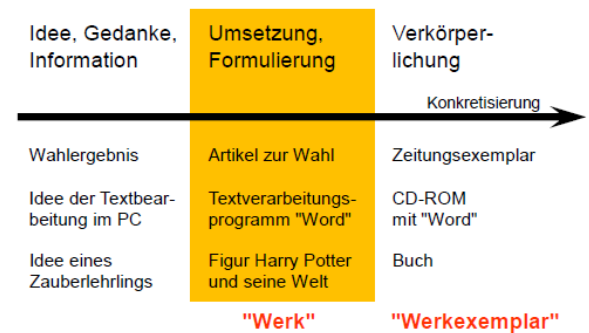 Idee, Gedanke, Umsetzung, Verkörper-
Information Formulierung lichung
Konkretisierung
Wahlergebnis Artikel zur Wahl Zeitungsexemplar
Idee der Textbear- Textverarbeitungs- CD-ROM
beitung im PC programm "Word" mit "Word"
Idee eines Figur Harry Potter Buch
Zauberlehrlings und seine Welt
"Werk" "Werkexemplar"